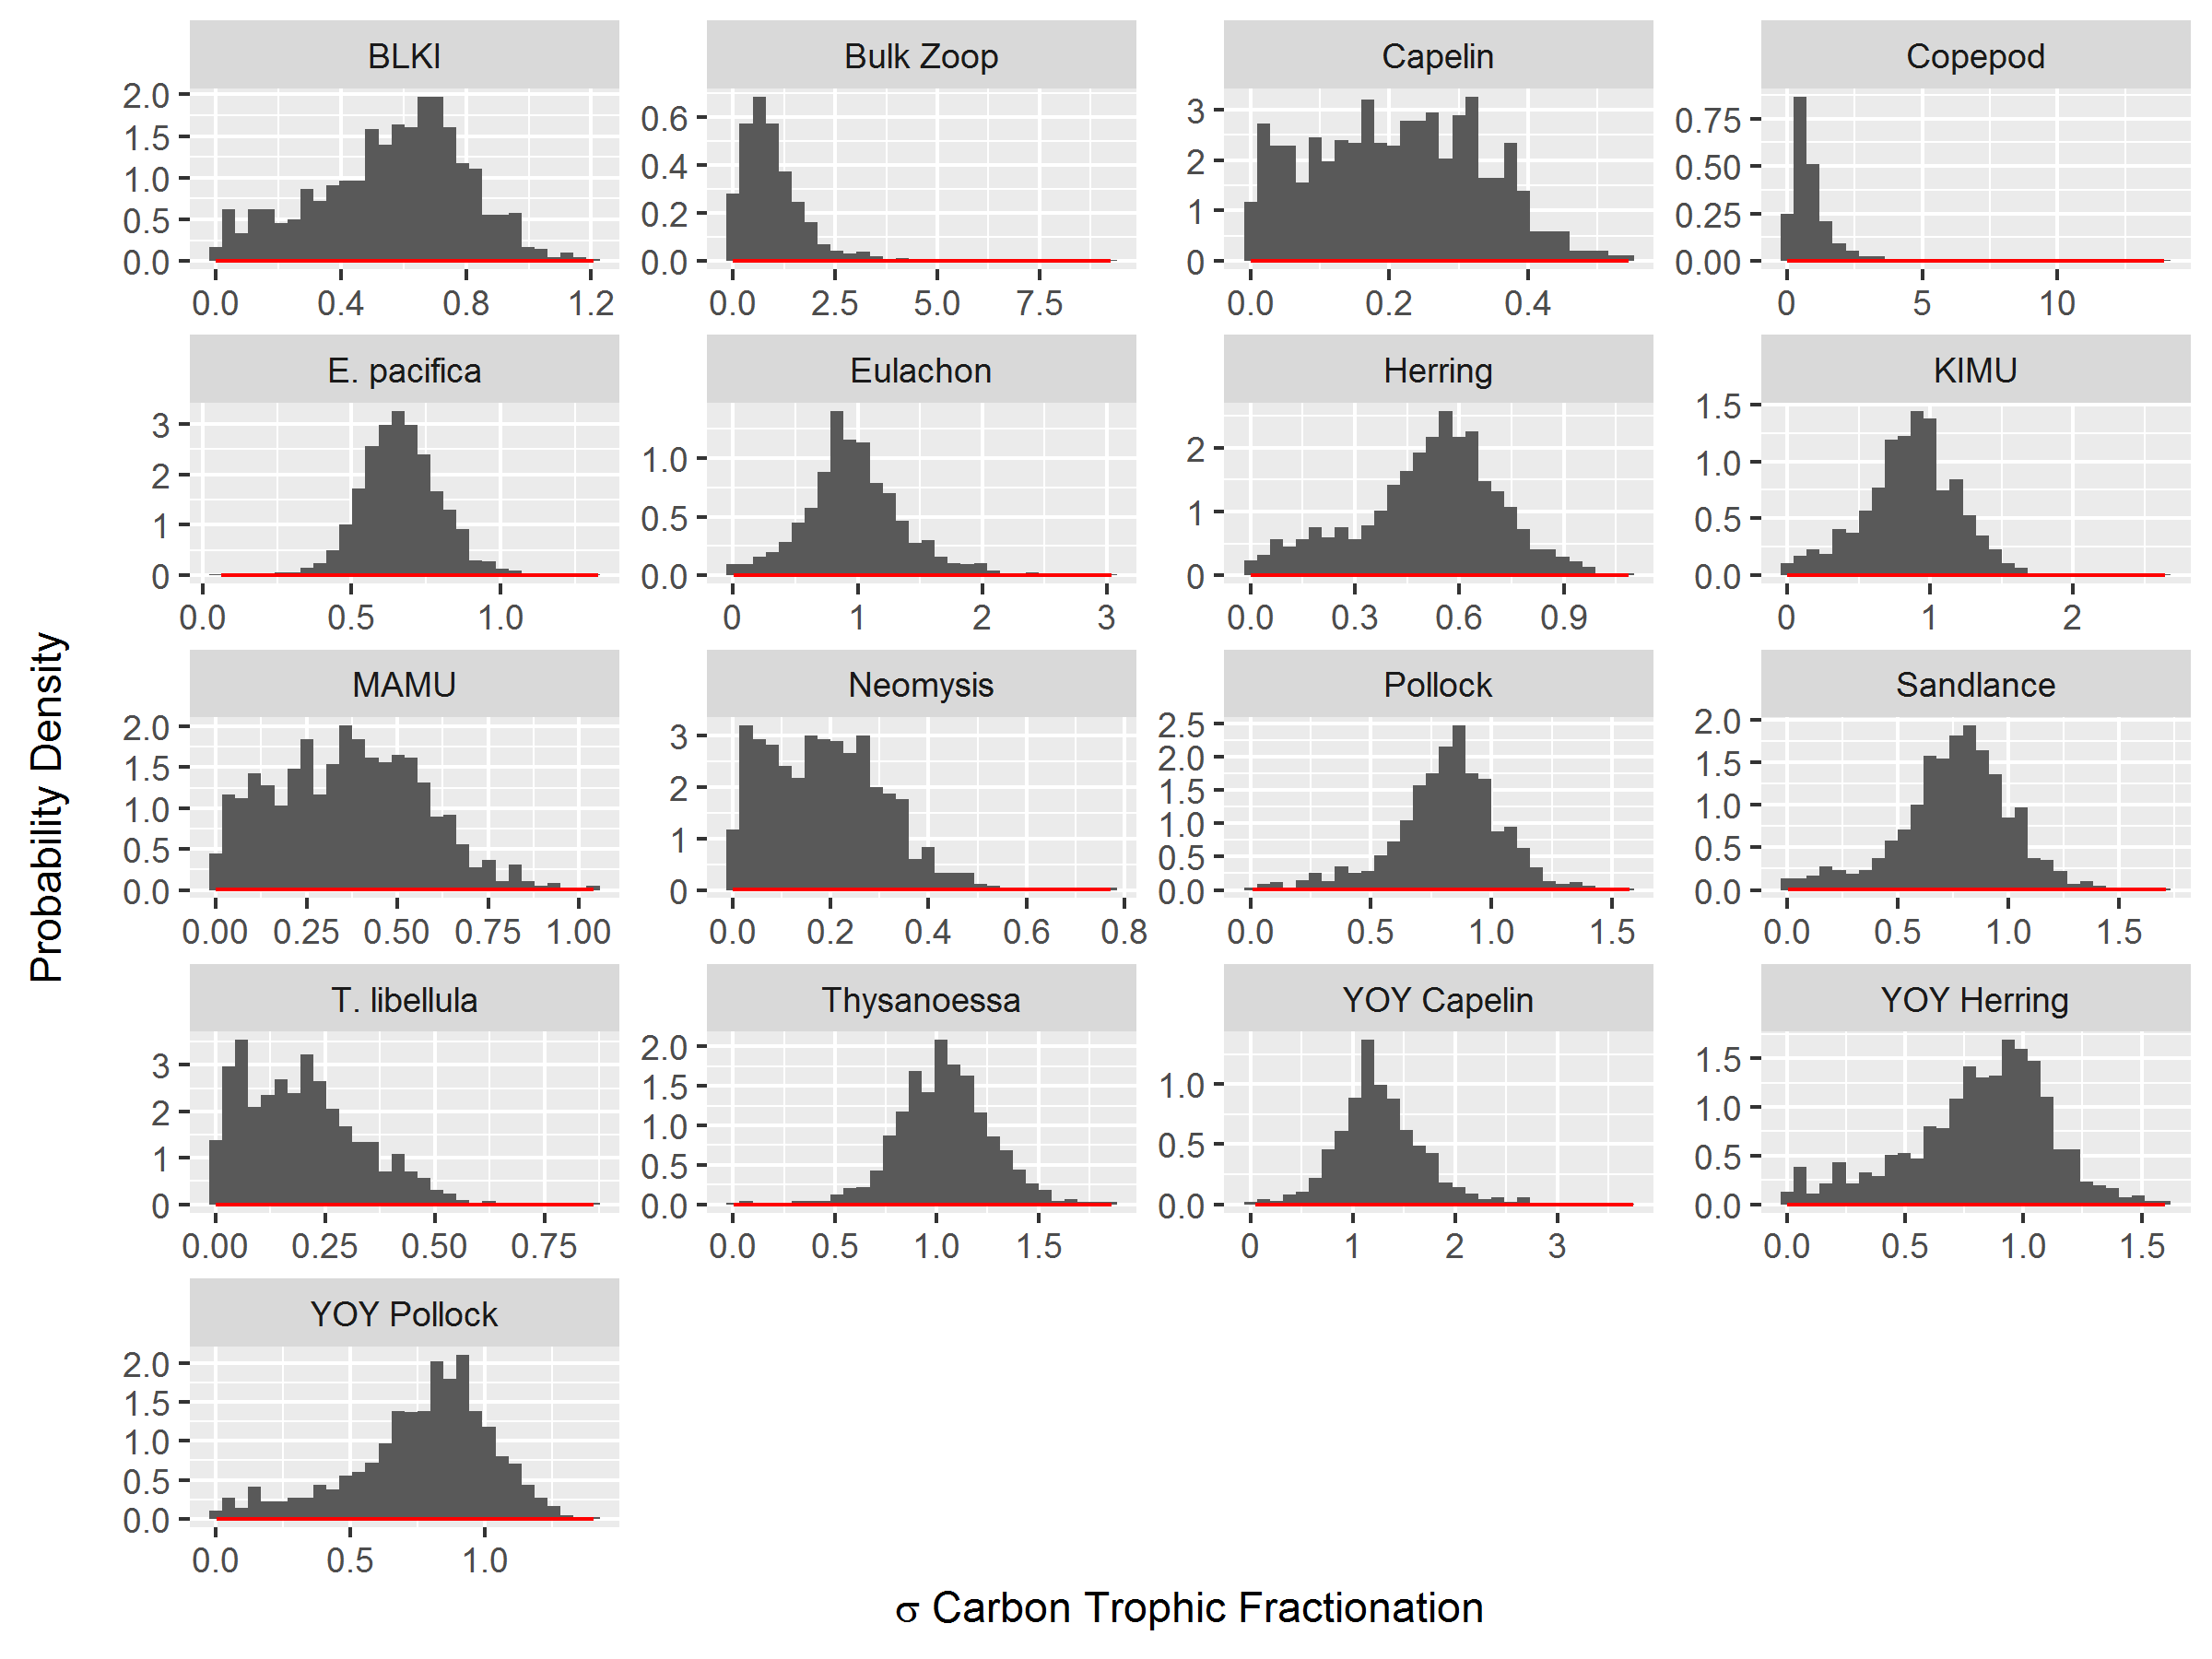 BLKI Bulk Zoop Capelin Copepod
2.0 1.5 1.0 0.5 0.0
0.6 0.4 0.2 0.0
3 2 1 0
0.75 0.50 0.25 0.00
0.0 0.4 0.8 1.2
0.0 2.5 5.0 7.5
0.0 0.2 0.4
0 5 10
E. pacifica Eulachon Herring KIMU
3 2 1 0
1.0 0.5 0.0
2 1 0
1.5 1.0 0.5 0.0
0.0 0.5 1.0
0 1 2 3
0.0 0.3 0.6 0.9
0 1 2
Probability Density
MAMU Neomysis Pollock Sandlance
2.0 1.5 1.0 0.5 0.0
3 2 1 0
2.5 2.0 1.5 1.0 0.5 0.0
2.0 1.5 1.0 0.5 0.0
0.00 0.25 0.50 0.75 1.00
0.0 0.2 0.4 0.6 0.8
0.0 0.5 1.0 1.5
0.0 0.5 1.0 1.5
T. libellula Thysanoessa YOY Capelin YOY Herring
3 2 1 0
2.0 1.5 1.0 0.5 0.0
1.0 0.5 0.0
1.5 1.0 0.5 0.0
0.00 0.25 0.50 0.75
0.0 0.5 1.0 1.5
0 1 2 3
0.0 0.5 1.0 1.5
YOY Pollock
2.0 1.5 1.0 0.5 0.0
0.0 0.5 1.0
σ Carbon Trophic Fractionation